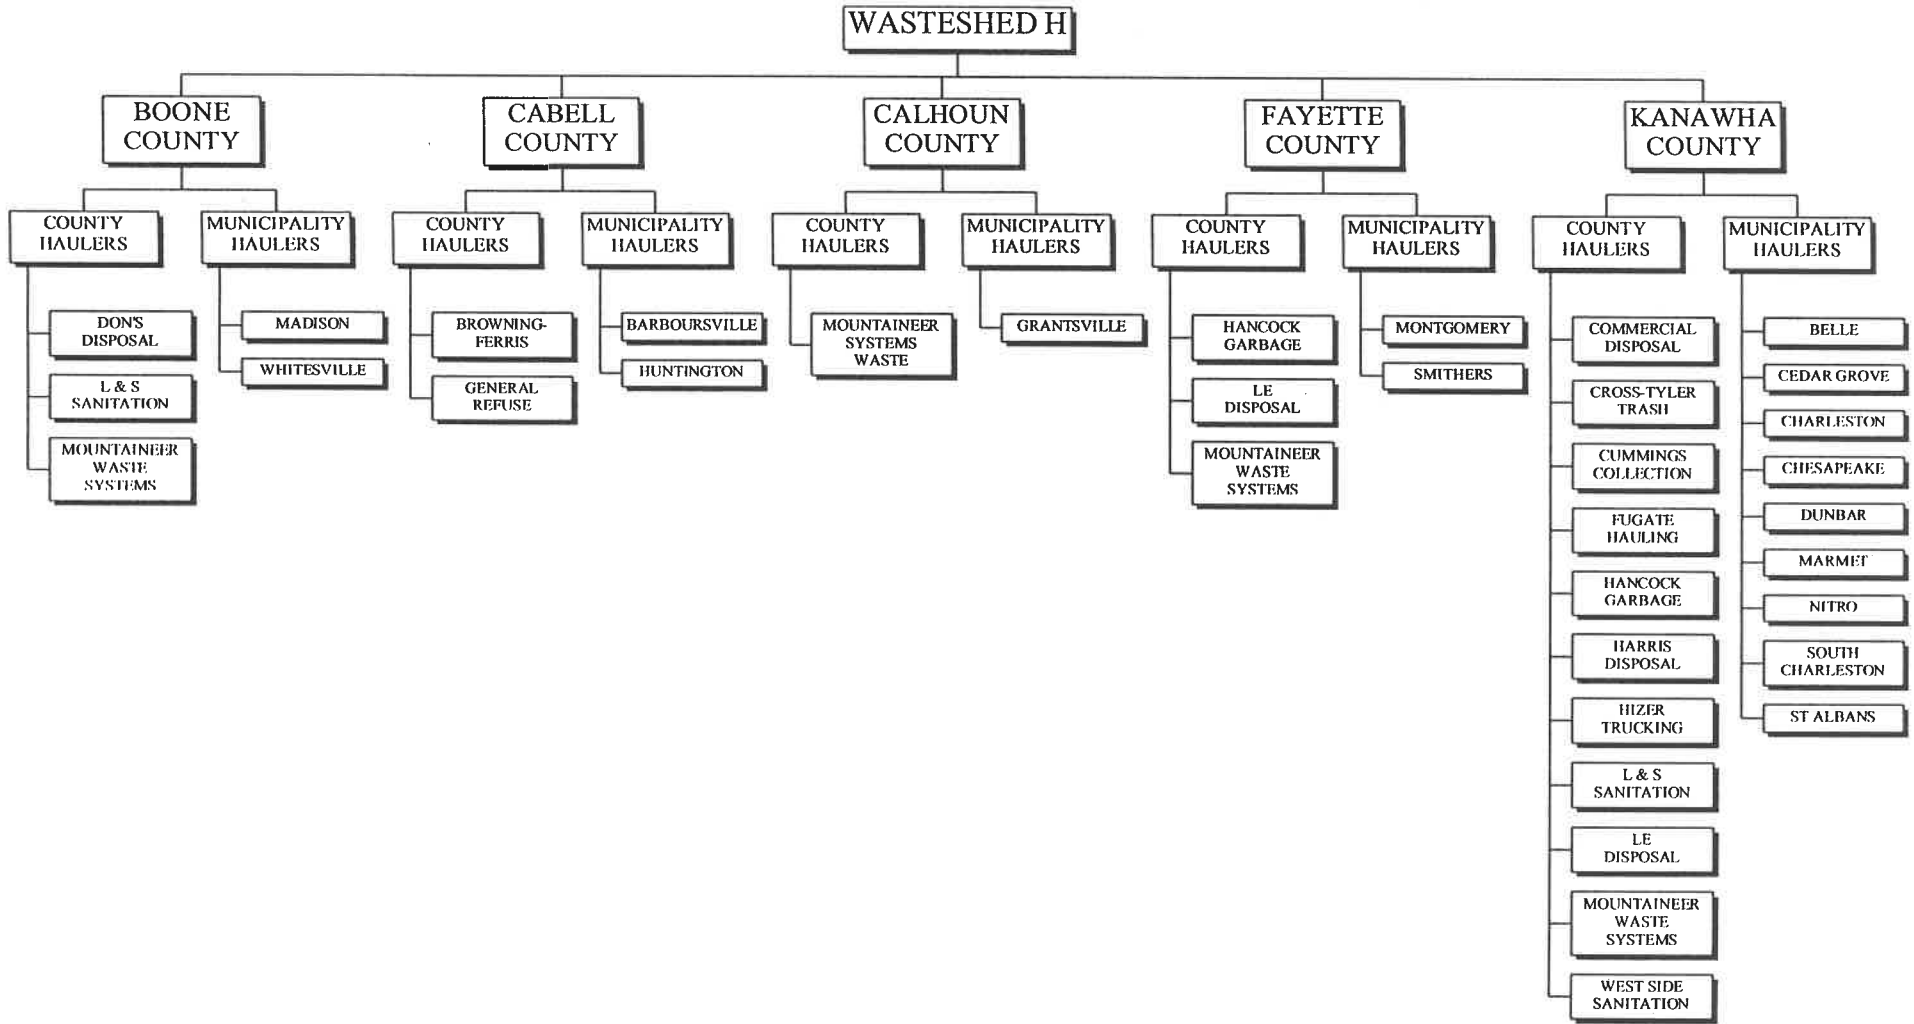 WASTESHED H
BOONE
COUNTY
COUNTY
HAULERS
DON'S
DISPOSAL
L & S
SANITATION
MOUNTAINEER
WASTE
SYSTEMS
MUNICIPALITY
HAULERS
MADISON
WHITESVILLE
CABELL
COUNTY
COUNTY
HAULERS
BROWNING-
FERRIS
GENERAL
REFUSE
MUNICIPALITY
HAULERS
BARBOURSVILLE
HUNTINGTON
CALHOUN
COUNTY
COUNTY
HAULERS
MOUNTAINEER
SYSTEMS
WASTE
MUNICIPALITY
HAULERS
GRANTSVILLE
FAYETTE
COUNTY
COUNTY
HAULERS
HANCOCK
GARBAGE
LE
DISPOSAL
MOUNTAINEER
WASTE
SYSTEMS
MUNICIPALITY
HAULERS
MONTGOMERY
SMITHERS
KANAWHA
COUNTY
COUNTY
HAULERS
COMMERCIAL
DISPOSAL
CROSS-TYLER
TRASH
CUMMINGS
COLLECTION
FUGATE
HAULING
HANCOCK
GARBAGE
HARRIS
DISPOSAL
HIZER
TRUCKING
L & S
SANITATION
LE
DISPOSAL
MOUNTAINEER
WASTE
SYSTEMS
WEST SIDE
SANITATION
MUNICIPALITY
HAULERS
BELLE
CEDAR GROVE
CHARLESTON
CHESAPEAKE
DUNBAR
MARMET
NITRO
SOUTH
CHARLESTON
ST ALBANS